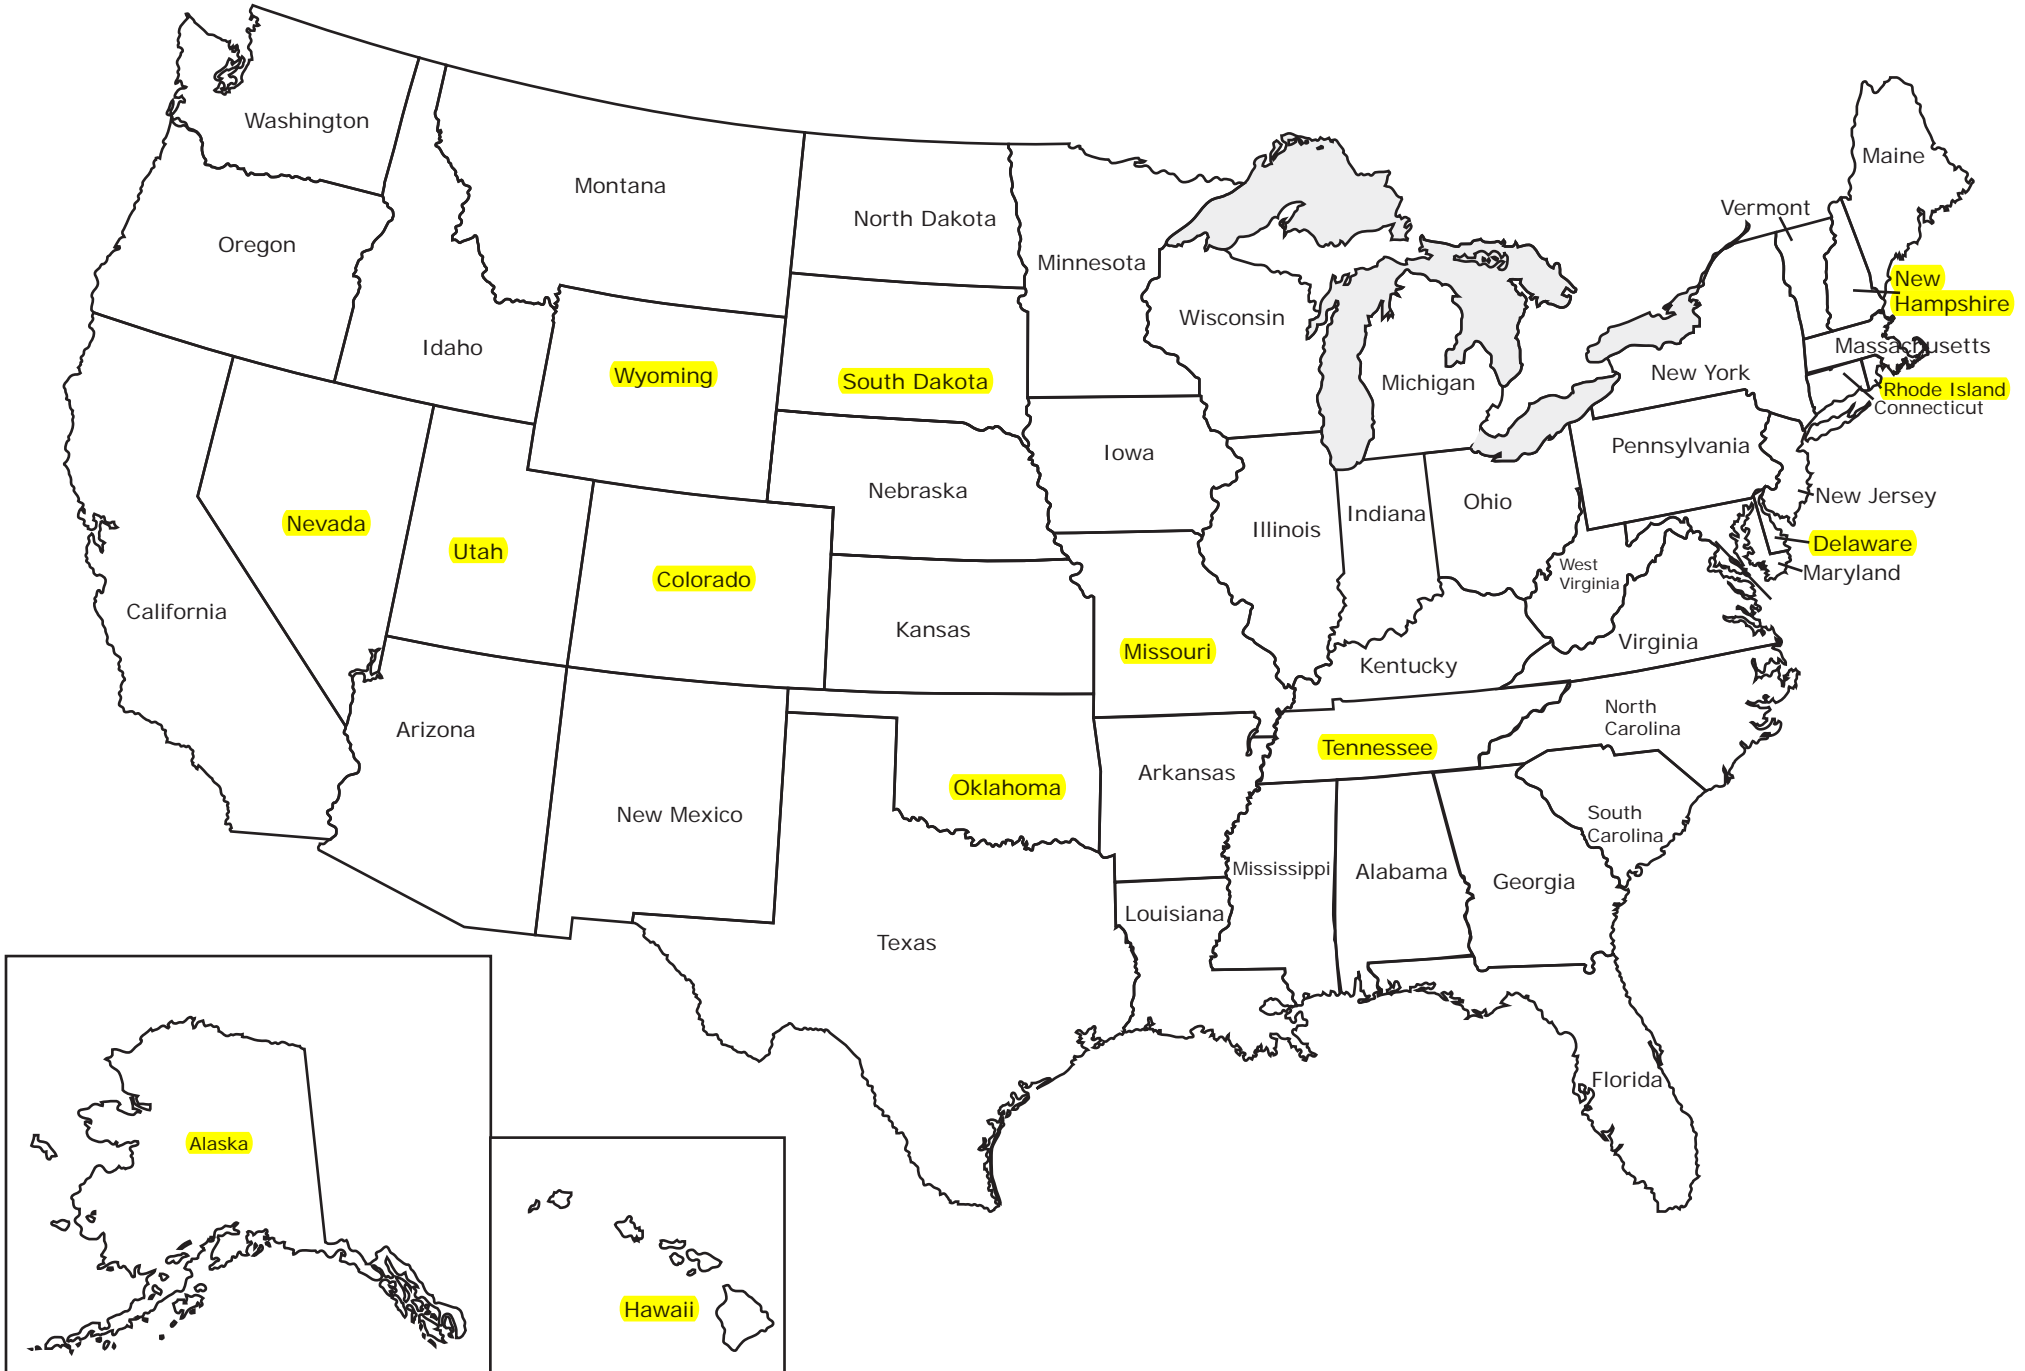 Washington
Montana
Maine
North Dakota
Vermont
Oregon
Minnesota
New
Hampshire
Wisconsin
Idaho
Massachusetts
Wyoming
South Dakota
Michigan
New York
Rhode Island
Connecticut
Pennsylvania
Iowa
Nebraska
New Jersey
Ohio
Indiana
Illinois
Nevada
Utah
Delaware
West
Virginia
Maryland
Colorado
California
Kansas
Virginia
Missouri
Kentucky
North
Carolina
Arizona
Tennessee
Arkansas
Oklahoma
New Mexico
South
Carolina
Mississippi
Alabama
Georgia
Louisiana
Texas
Florida
Alaska
Hawaii